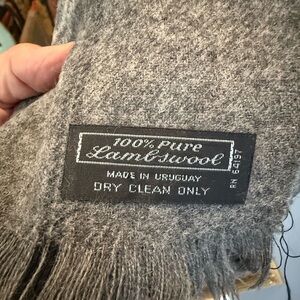 100% Pure
Lambswool
MADE IN URUGUAY
DRY CLEAN ONLY
RN 64197